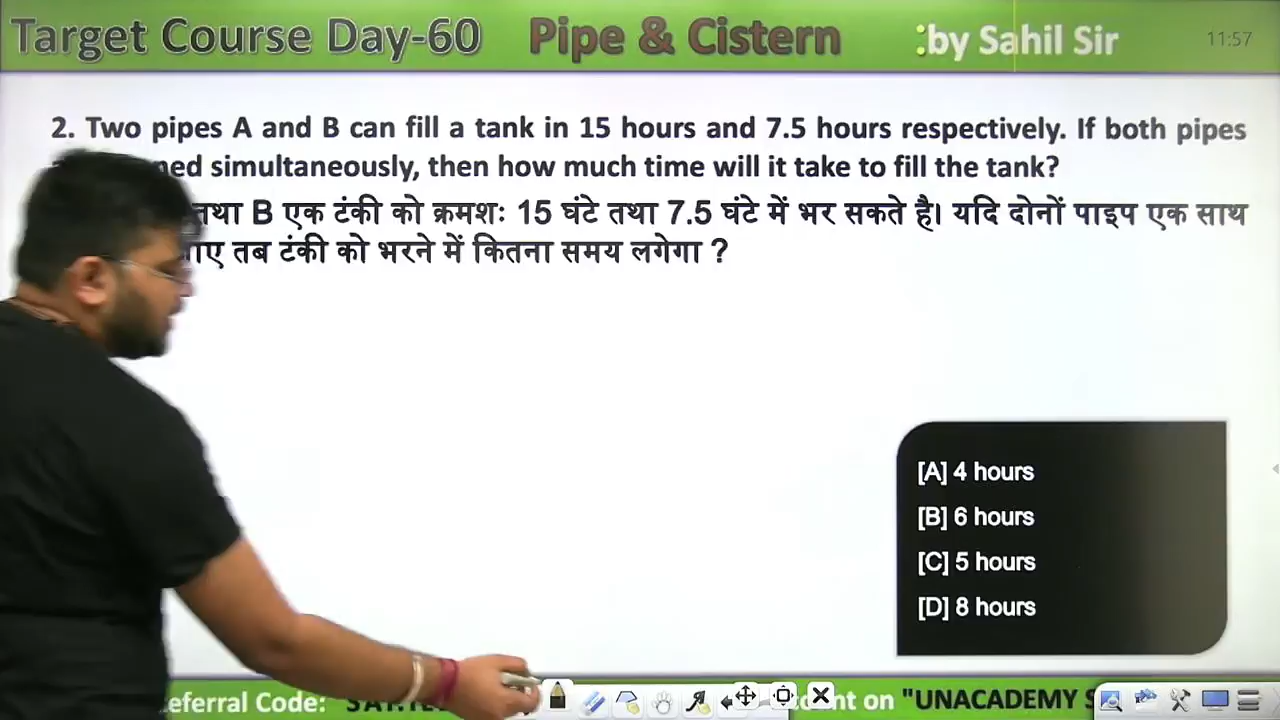 Target Course Day-60 Pipe & Cistern :by Sahil Sir 11:57
2. Two pipes A and B can fill a tank in 15 hours and 7.5 hours respectively. If both pipes
simultaneously, then how much time will it take to fill the tank?
तथा B एक टंकी को क्रमशः 15 घंटे तथा 7.5 घंटे में भर सकते है। यदि दोनों पाइप एक साथ
तब टंकी को भरने में कितना समय लगेगा ?
[A] 4 hours
[B] 6 hours
[C] 5 hours
[D] 8 hours
Code: on "UNACADEMY